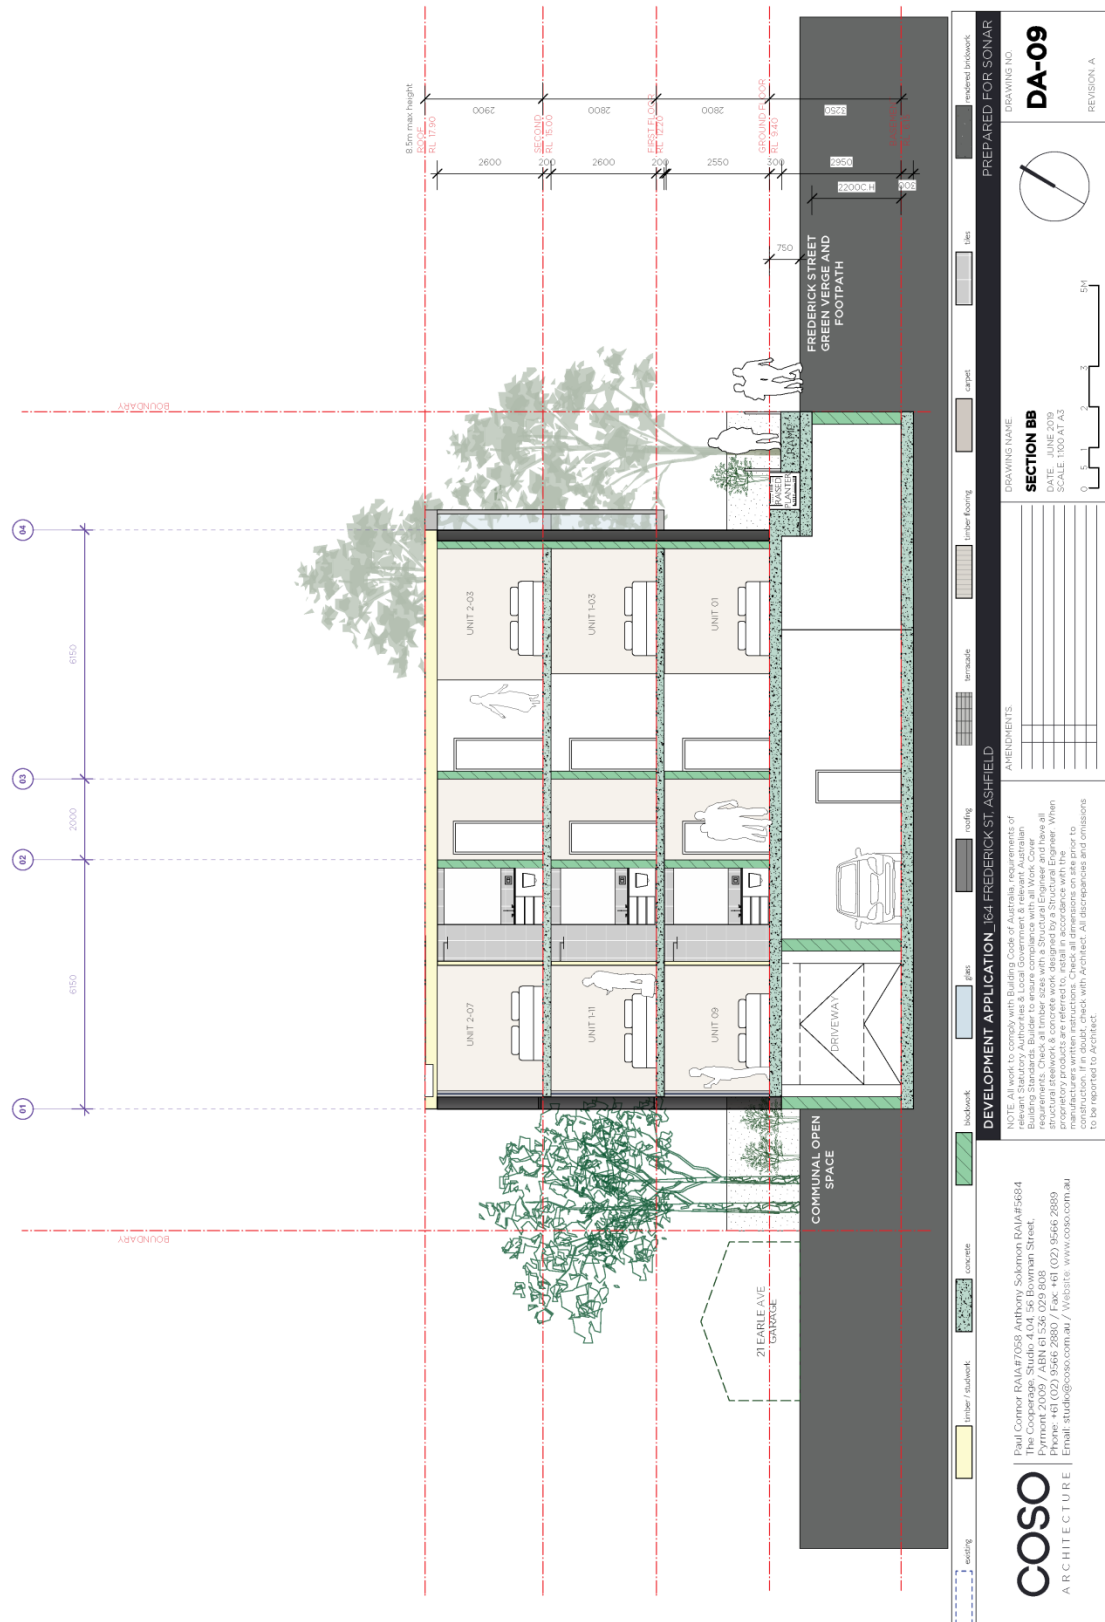 01
02
03
04
6150
2000
6150
BOUNDARY
BOUNDARY
8.5m max height
ROOF
RL 17.90
SECOND
RL 15.00
FIRST FLOOR
RL 12.20
GROUND FLOOR
RL 9.40
2900
2800
2800
3250
2600
200
2600
200
2550
300
2950
2200C.H
300
750
UNIT 2-07
UNIT 2-03
UNIT 1-11
UNIT 1-03
UNIT 09
UNIT 01
RAISED
PLANTER
RAMP
DRIVEWAY
21 EARLE AVE
GARAGE
COMMUNAL OPEN
SPACE
FREDERICK STREET
GREEN VERGE AND
FOOTPATH
existing
timber / studwork
concrete
blockwork
glass
roofing
terracade
timber flooring
carpet
tiles
rendered brickwork
COSO
ARCHITECTURE
Paul Connor RAIA#7058 Anthony Solomon RAIA#5684
The Cooperage, Studio 4.04, 56 Bowman Street,
Pyrmont 2009 / ABN 61 536 029 808
Phone: +61 (02) 9566 2880 / Fax: +61 (02) 9566 2889
Email: studio@coso.com.au / Website: www.coso.com.au
DEVELOPMENT APPLICATION_164 FREDERICK ST, ASHFIELD
PREPARED FOR SONAR
NOTE: All work to comply with Building Code of Australia, requirements of
relevant Statutory Authorities & Local Government & relevant Australian
Building Standards. Builder to ensure compliance with all Work Cover
requirements. Check all timber sizes with a Structural Engineer and have all
structural steelwork & concrete work designed by a Structural Engineer. When
proprietory products are referred to, install in accordance with the
manufacturers written instructions. Check all dimensions on site prior to
construction. If in doubt, check with Architect. All discrepancies and omissions
to be reported to Architect.
AMENDMENTS:
DRAWING NAME:
SECTION BB
DATE: JUNE 2019
SCALE 1:100 AT A3
0 .5 1 2 3 5M
DRAWING NO.
DA-09
REVISION: A